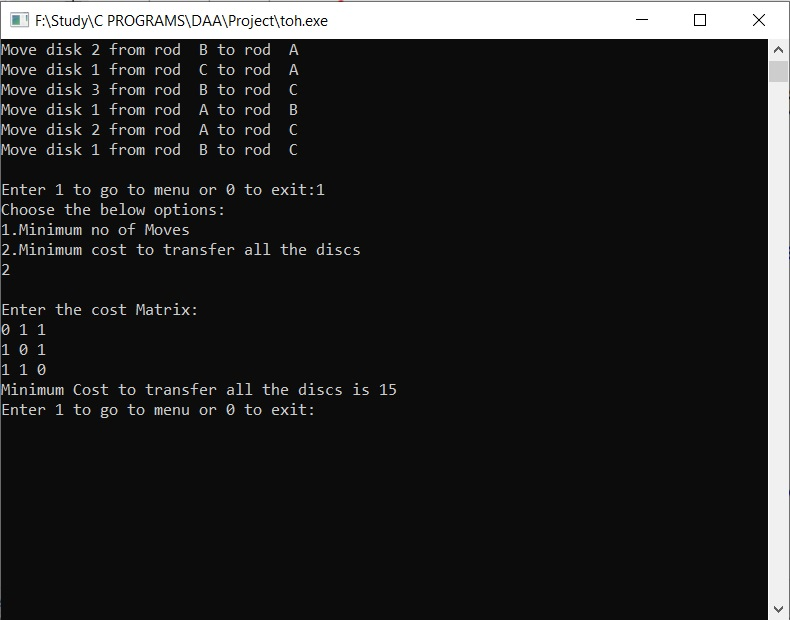 F:\Study\C PROGRAMS\DAA\Project\toh.exe
Move disk 2 from rod  B to rod  A
Move disk 1 from rod  C to rod  A
Move disk 3 from rod  B to rod  C
Move disk 1 from rod  A to rod  B
Move disk 2 from rod  A to rod  C
Move disk 1 from rod  B to rod  C
Enter 1 to go to menu or 0 to exit:1
Choose the below options:
1.Minimum no of Moves
2.Minimum cost to transfer all the discs
2
Enter the cost Matrix:
0 1 1
1 0 1
1 1 0
Minimum Cost to transfer all the discs is 15
Enter 1 to go to menu or 0 to exit: